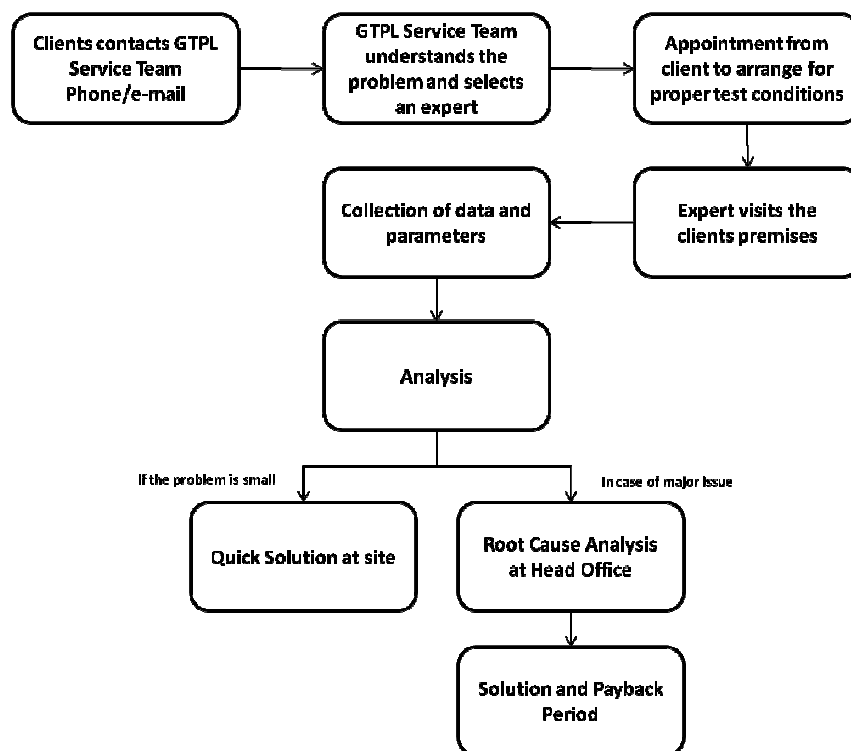 Clients contacts GTPL
Service Team
Phone/e-mail
GTPL Service Team
understands the
problem and selects
an expert
Appointment from
client to arrange for
proper test conditions
Expert visits the
clients premises
Collection of data and
parameters
Analysis
If the problem is small
In case of major issue
Quick Solution at site
Root Cause Analysis
at Head Office
Solution and Payback
Period